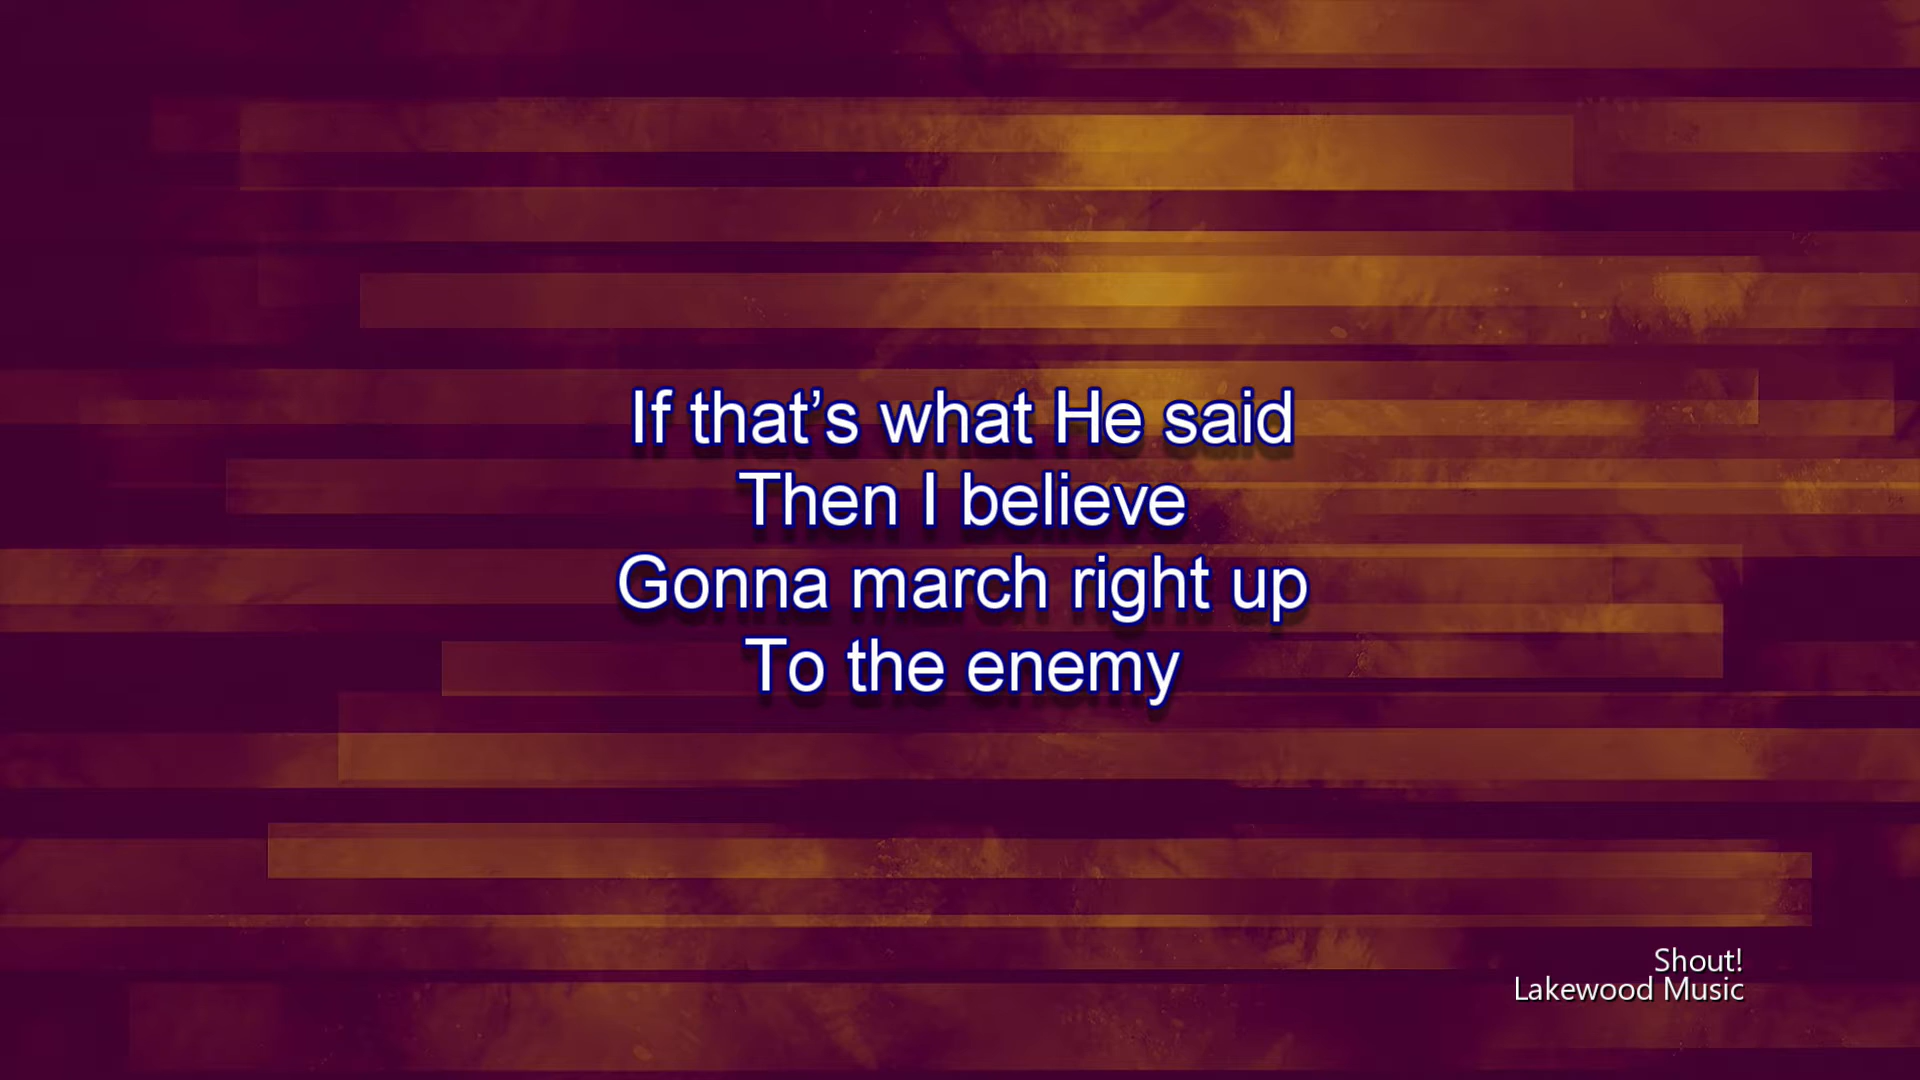 If that’s what He said
Then I believe
Gonna march right up
To the enemy
Shout!
Lakewood Music